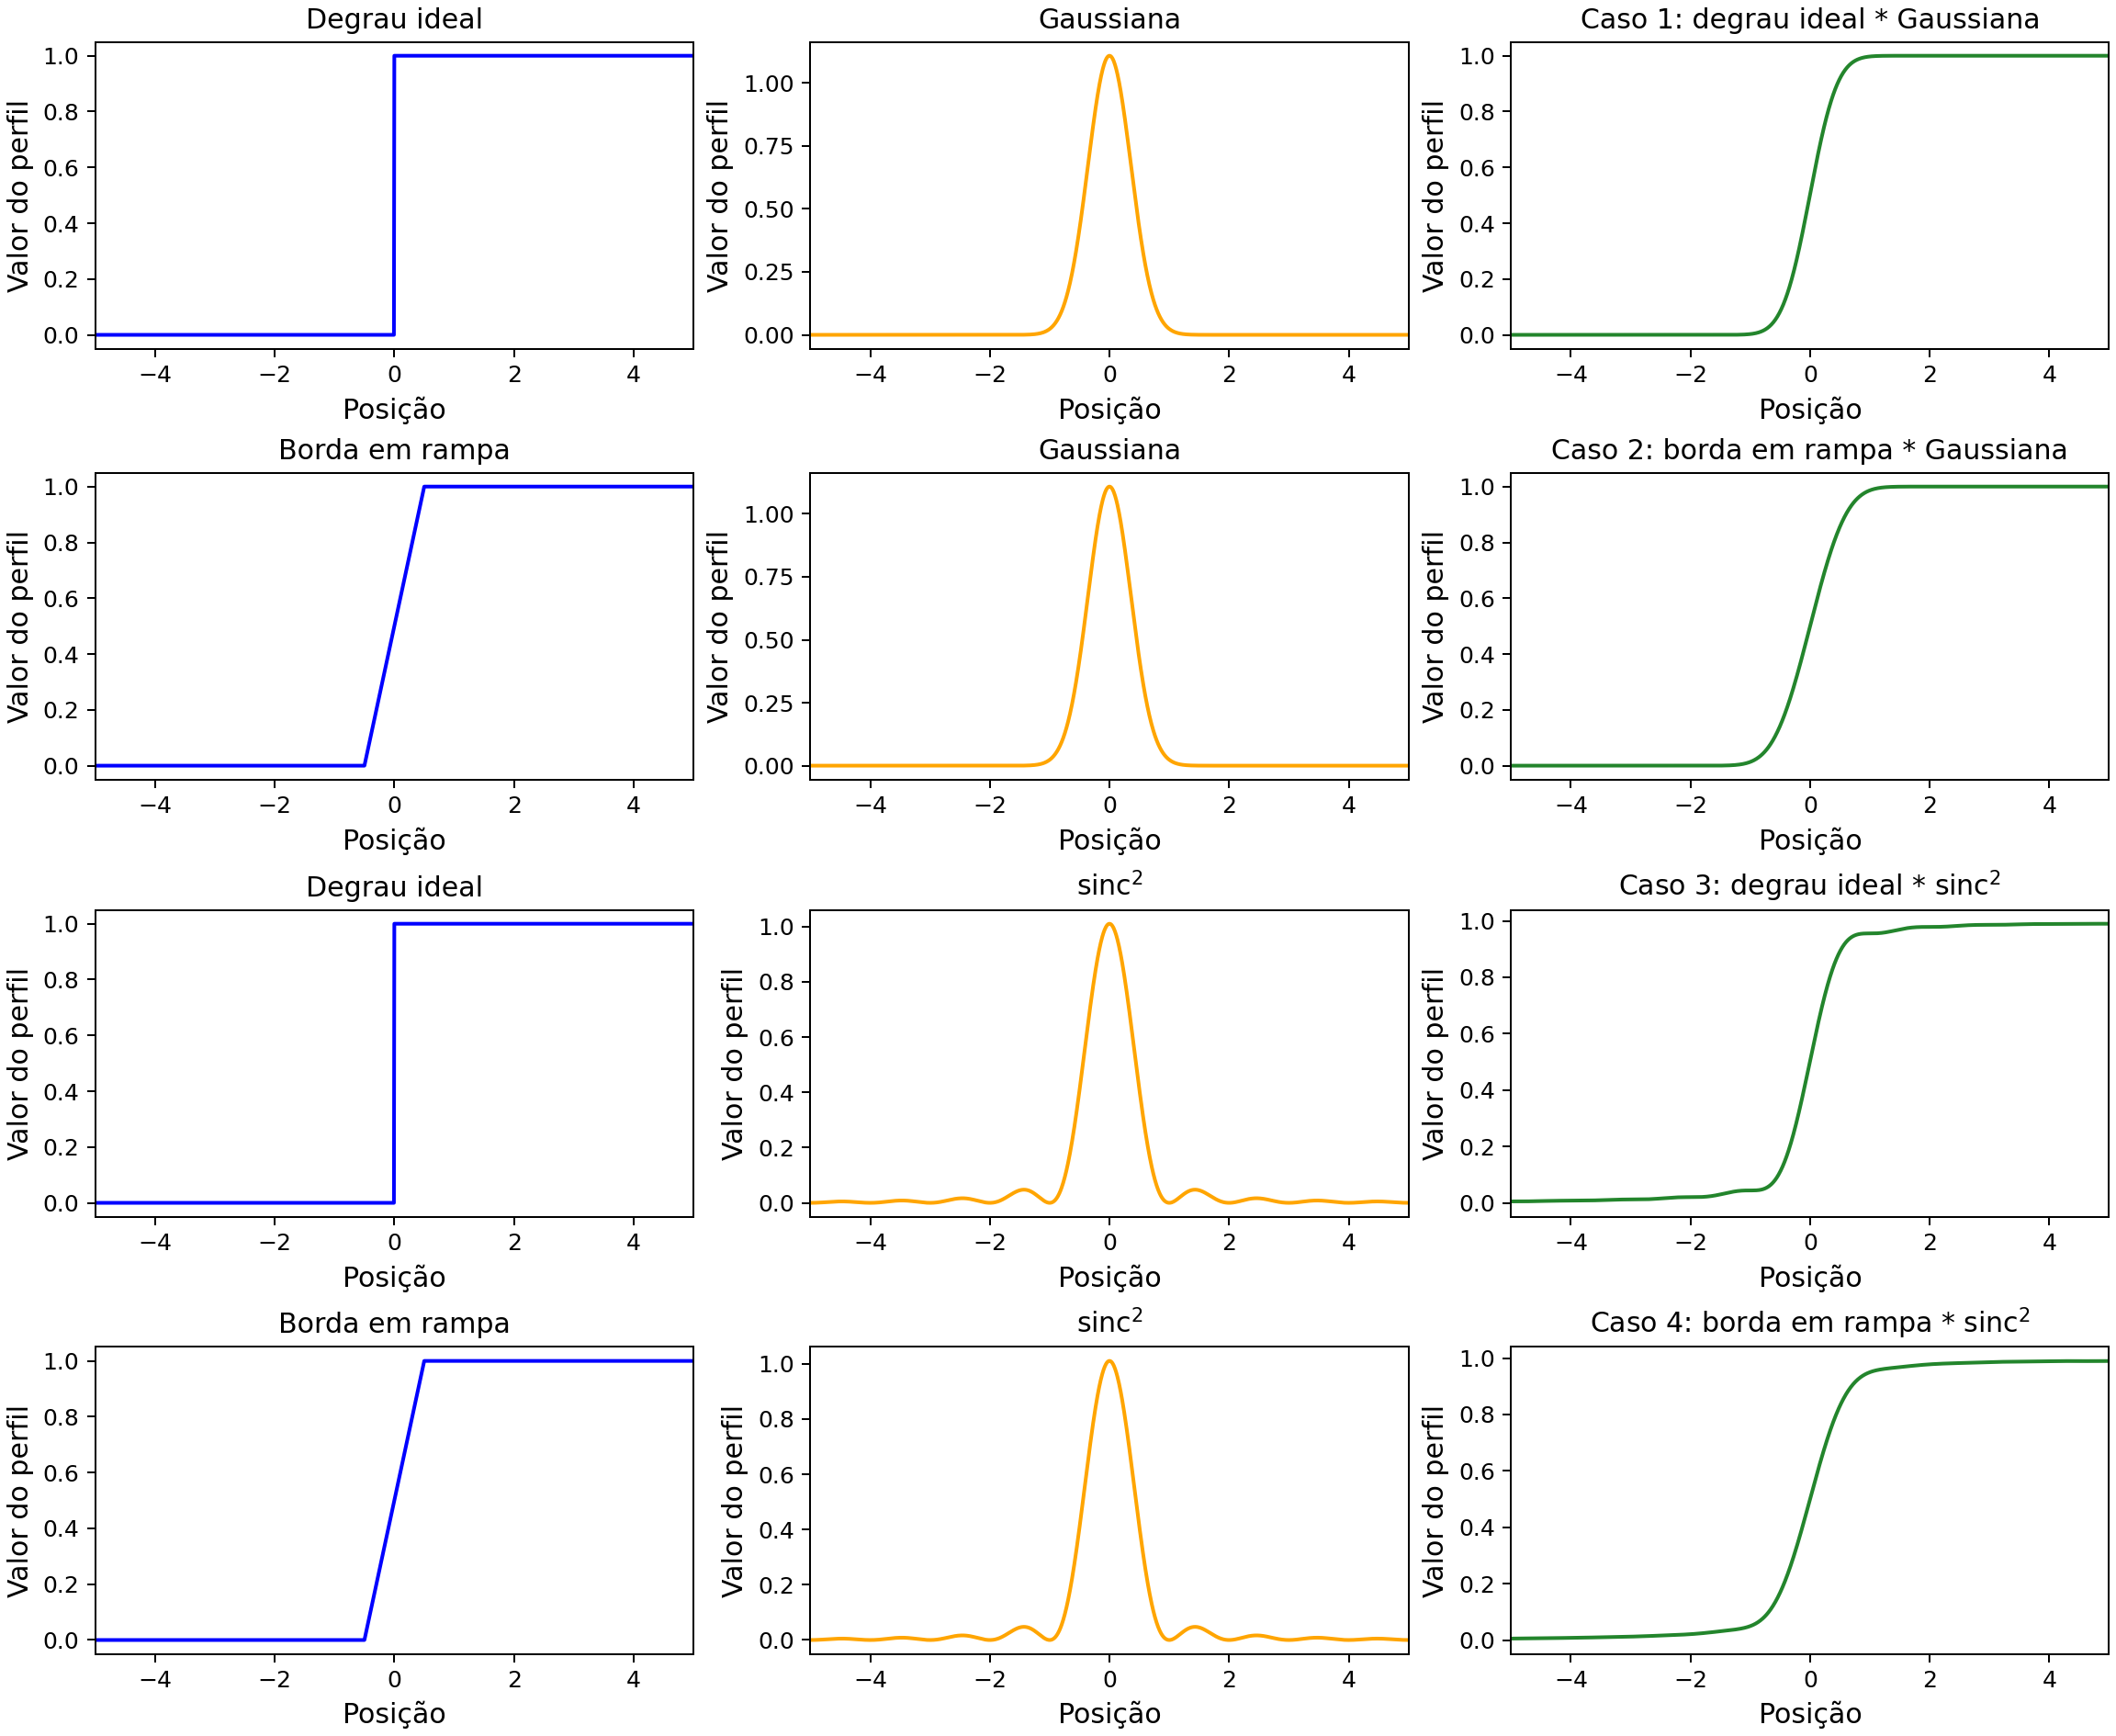 Degrau ideal
Gaussiana
Caso 1: degrau ideal * Gaussiana
Valor do perfil
1.0
0.8
0.6
0.4
0.2
0.0
−4 −2 0 2 4
Posição
Valor do perfil
1.00
0.75
0.50
0.25
0.00
−4 −2 0 2 4
Posição
Valor do perfil
1.0
0.8
0.6
0.4
0.2
0.0
−4 −2 0 2 4
Posição
Borda em rampa
Gaussiana
Caso 2: borda em rampa * Gaussiana
Valor do perfil
1.0
0.8
0.6
0.4
0.2
0.0
−4 −2 0 2 4
Posição
Valor do perfil
1.00
0.75
0.50
0.25
0.00
−4 −2 0 2 4
Posição
Valor do perfil
1.0
0.8
0.6
0.4
0.2
0.0
−4 −2 0 2 4
Posição
Degrau ideal
sinc²
Caso 3: degrau ideal * sinc²
Valor do perfil
1.0
0.8
0.6
0.4
0.2
0.0
−4 −2 0 2 4
Posição
Valor do perfil
1.0
0.8
0.6
0.4
0.2
0.0
−4 −2 0 2 4
Posição
Valor do perfil
1.0
0.8
0.6
0.4
0.2
0.0
−4 −2 0 2 4
Posição
Borda em rampa
sinc²
Caso 4: borda em rampa * sinc²
Valor do perfil
1.0
0.8
0.6
0.4
0.2
0.0
−4 −2 0 2 4
Posição
Valor do perfil
1.0
0.8
0.6
0.4
0.2
0.0
−4 −2 0 2 4
Posição
Valor do perfil
1.0
0.8
0.6
0.4
0.2
0.0
−4 −2 0 2 4
Posição